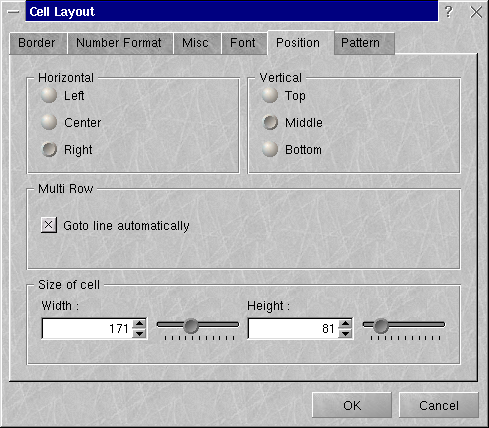 Cell Layout
?
Border Number Format Misc Font Position Pattern
Horizontal
Left
Center
Right
Vertical
Top
Middle
Bottom
Multi Row
Goto line automatically
Size of cell
Width :
171
Height :
81
OK
Cancel